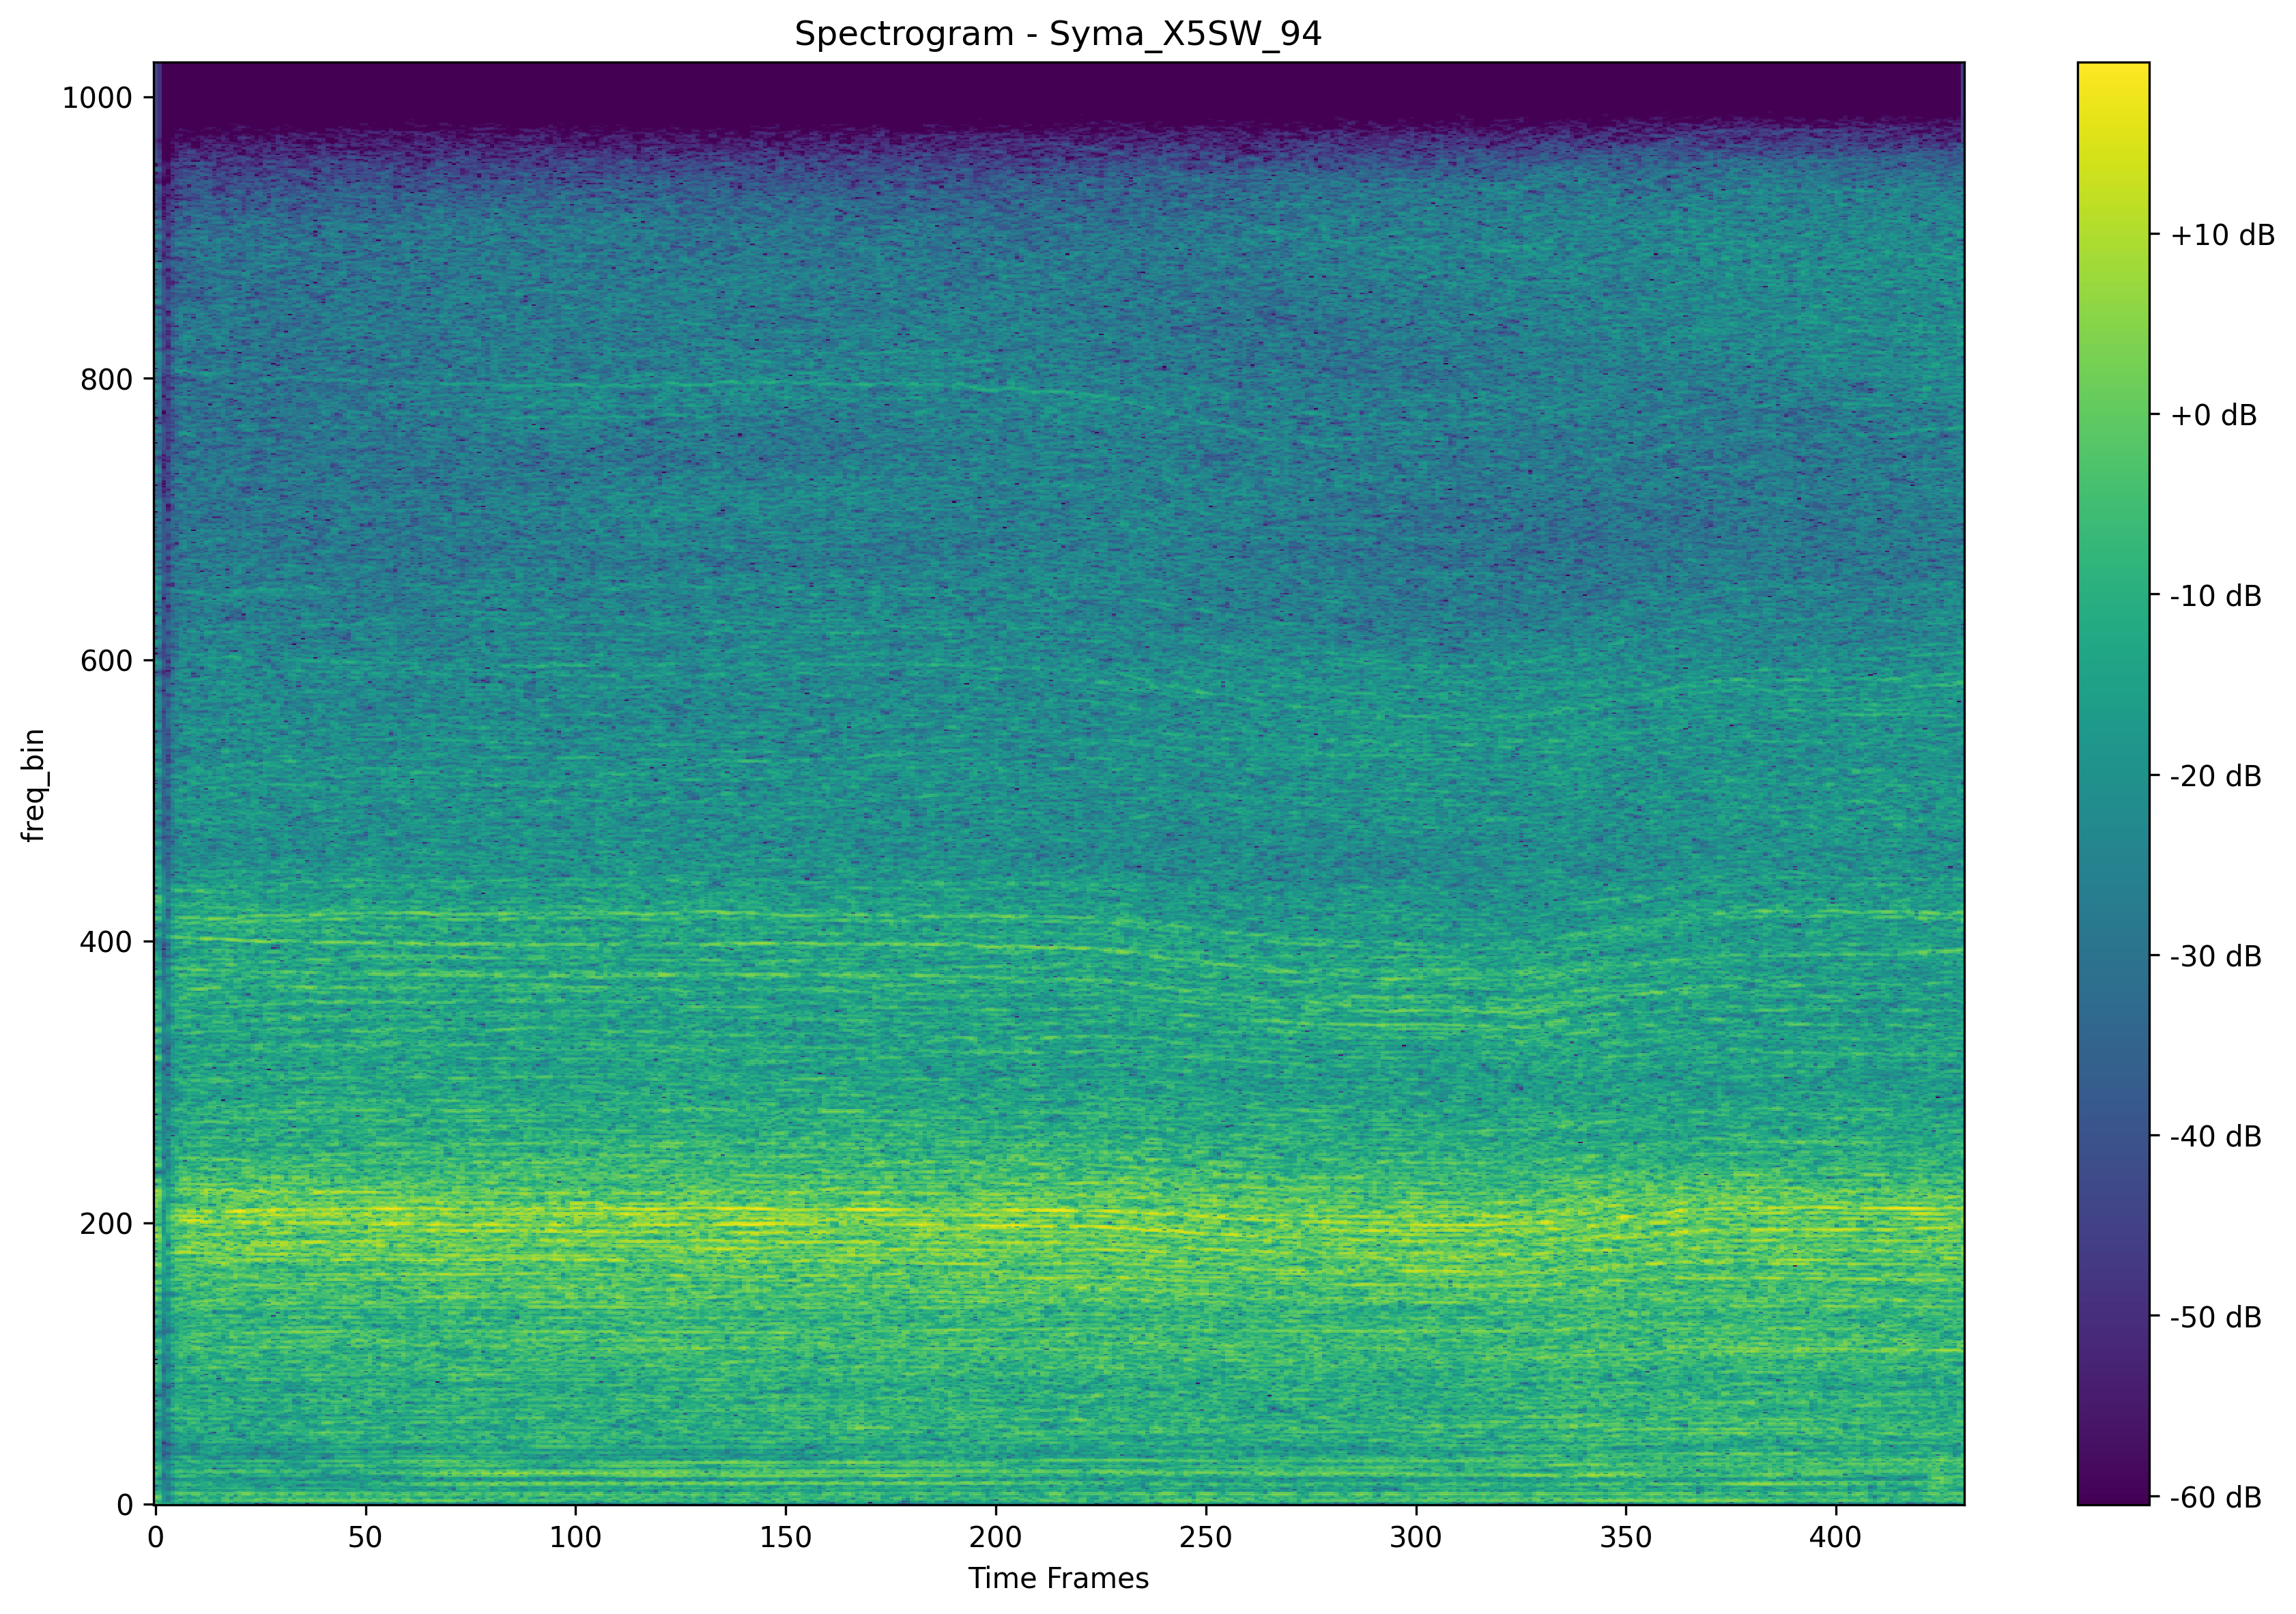 Spectrogram - Syma_X5SW_94
1000
800
600
400
200
0
freq_bin
0 50 100 150 200 250 300 350 400
Time Frames
+10 dB
+0 dB
-10 dB
-20 dB
-30 dB
-40 dB
-50 dB
-60 dB